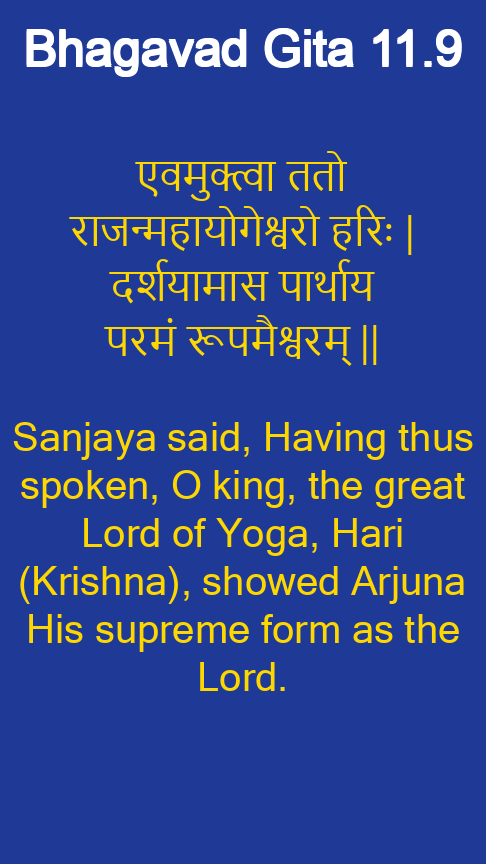 Bhagavad Gita 11.9
एवमुक्त्वा ततो
राजन्महायोगेश्वरो हरिः |
दर्शयामास पार्थाय
परमं रूपमैश्वरम् ||
Sanjaya said, Having thus
spoken, O king, the great
Lord of Yoga, Hari
(Krishna), showed Arjuna
His supreme form as the
Lord.